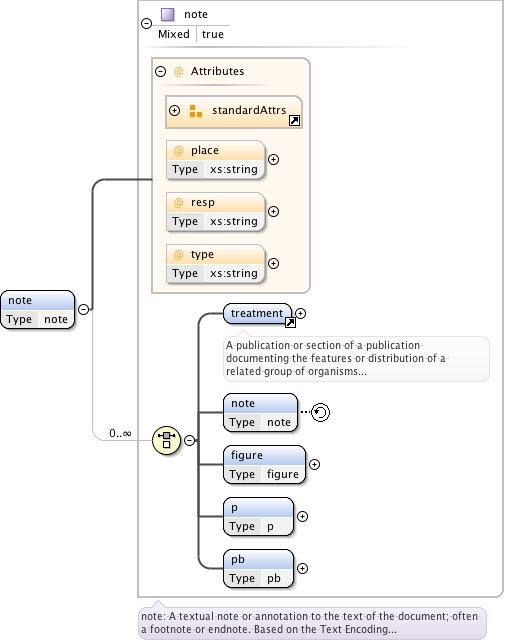 note
Mixed true
@ Attributes
standardAttrs
@ place
Type xs:string
@ resp
Type xs:string
@ type
Type xs:string
note
Type note
treatment
A publication or section of a publication
documenting the features or distribution of a
related group of organisms...
0..∞
note
Type note
figure
Type figure
p
Type p
pb
Type pb
note: A textual note or annotation to the text of the document; often
a footnote or endnote. Based on the Text Encoding...